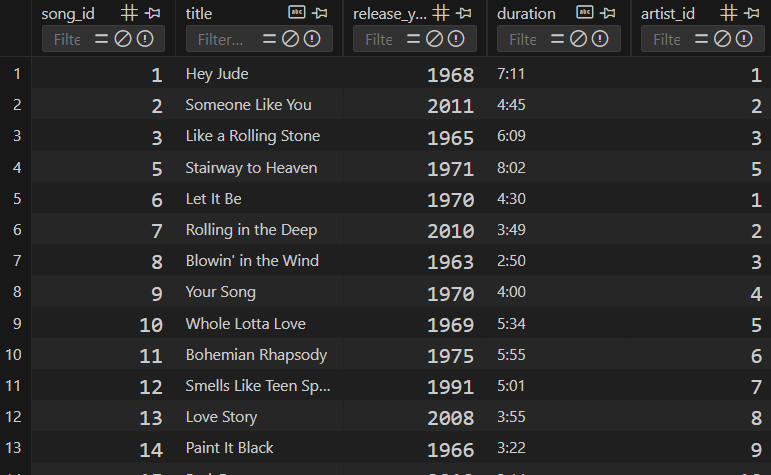 song_id title release_y... duration artist_id
Filte Filter... Filte Filte Filte
1 1 Hey Jude 1968 7:11 1
2 2 Someone Like You 2011 4:45 2
3 3 Like a Rolling Stone 1965 6:09 3
4 5 Stairway to Heaven 1971 8:02 5
5 6 Let It Be 1970 4:30 1
6 7 Rolling in the Deep 2010 3:49 2
7 8 Blowin' in the Wind 1963 2:50 3
8 9 Your Song 1970 4:00 4
9 10 Whole Lotta Love 1969 5:34 5
10 11 Bohemian Rhapsody 1975 5:55 6
11 12 Smells Like Teen Sp... 1991 5:01 7
12 13 Love Story 2008 3:55 8
13 14 Paint It Black 1966 3:22 9